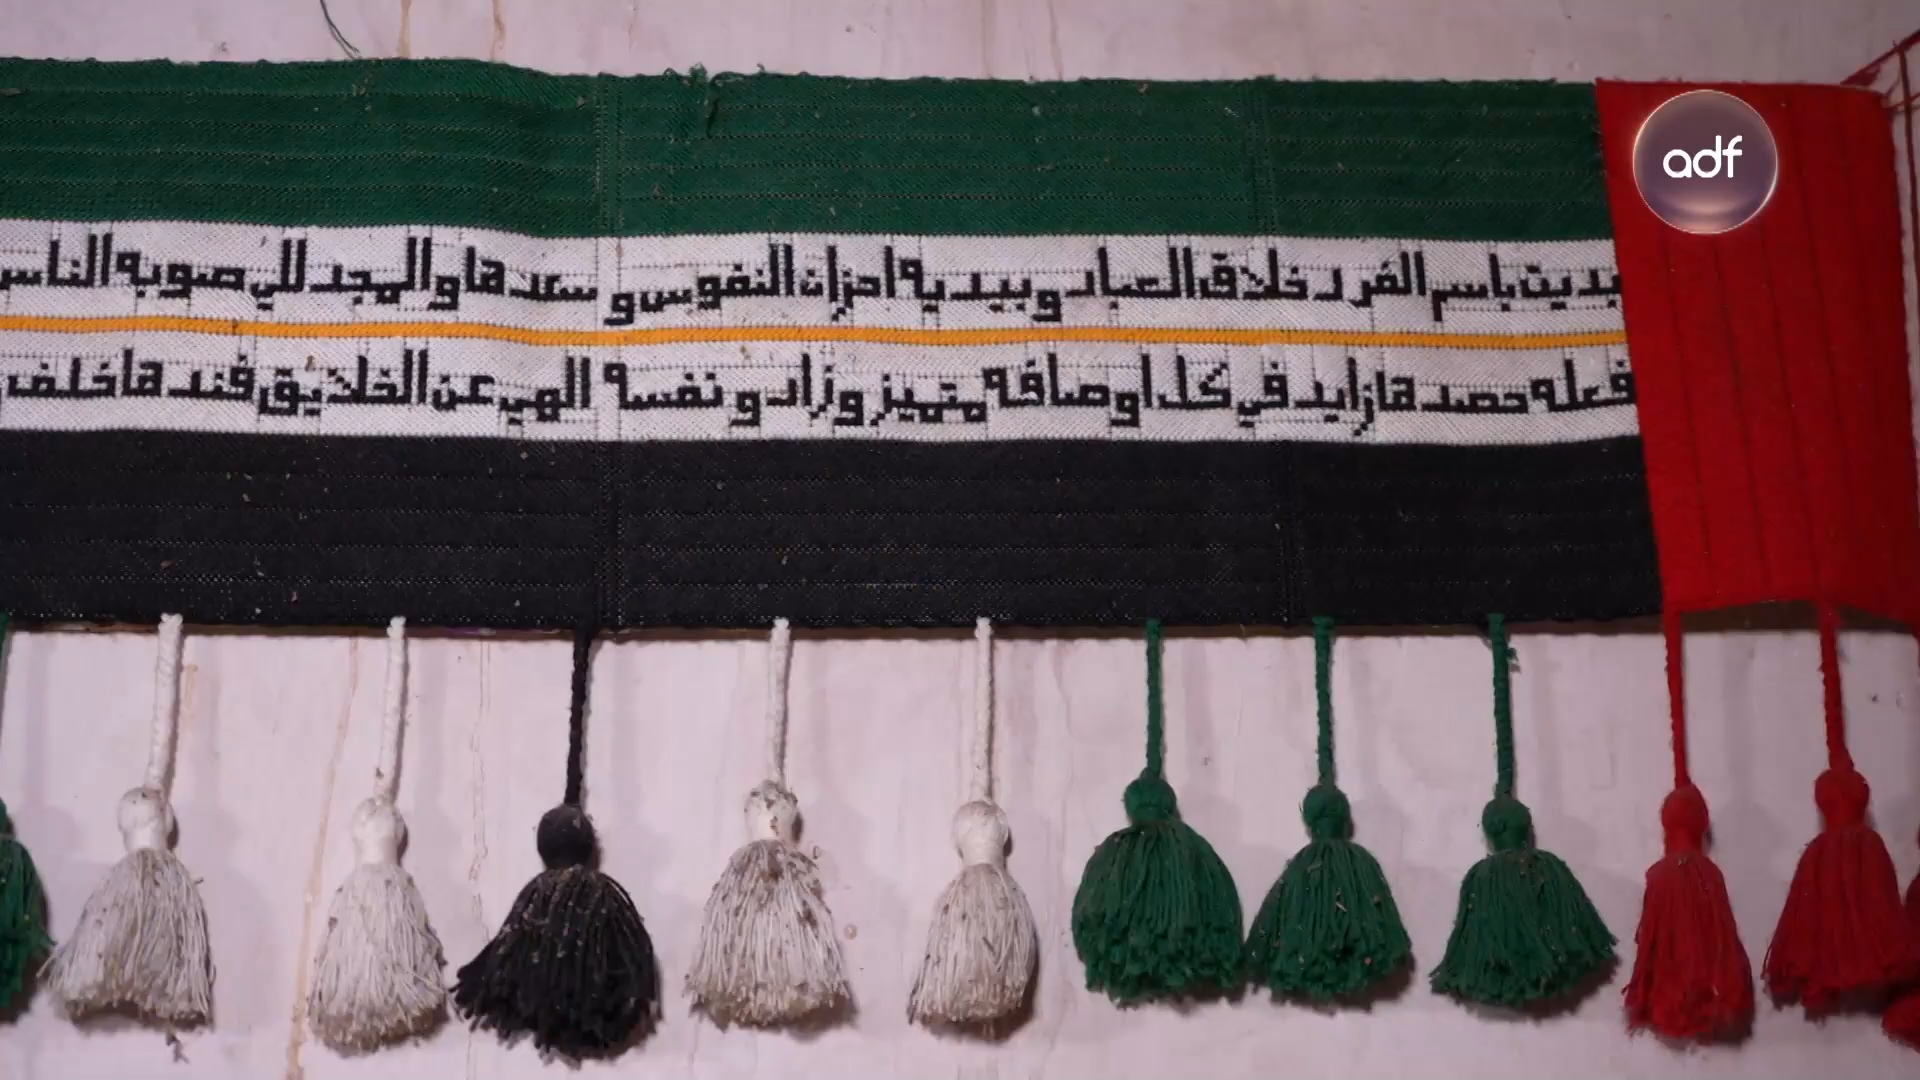 بديت باسم الفرد خلاق العباد وبيديه احزان النفوس وسعدها والمجد للي صوبه الناس
فعله حصدها زايد في كل اوصافه متميز وزاد ونفسه الهي عن الخلايق فندها خلف
adf